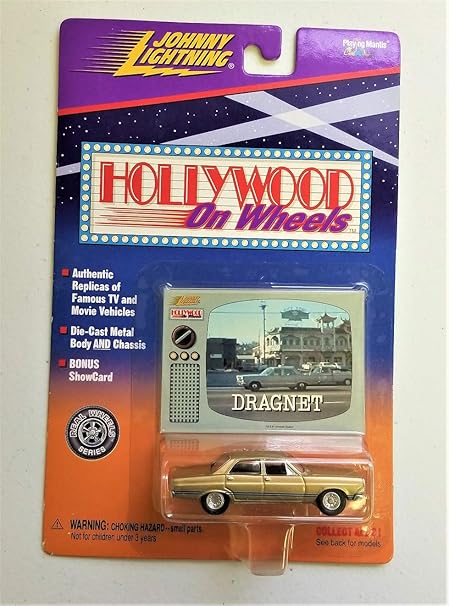 JOHNNY
LIGHTNING®
Playing Mantis®
HOLLYWOOD
On Wheels™
Authentic
Replicas of
Famous TV and
Movie Vehicles
Die-Cast Metal
Body AND Chassis
BONUS
ShowCard
HOLLYWOOD
DRAGNET
REAL WHEELS
SERIES
WARNING: CHOKING HAZARD--small parts.
Not for children under 3 years
COLLECT ALL
See back for models.